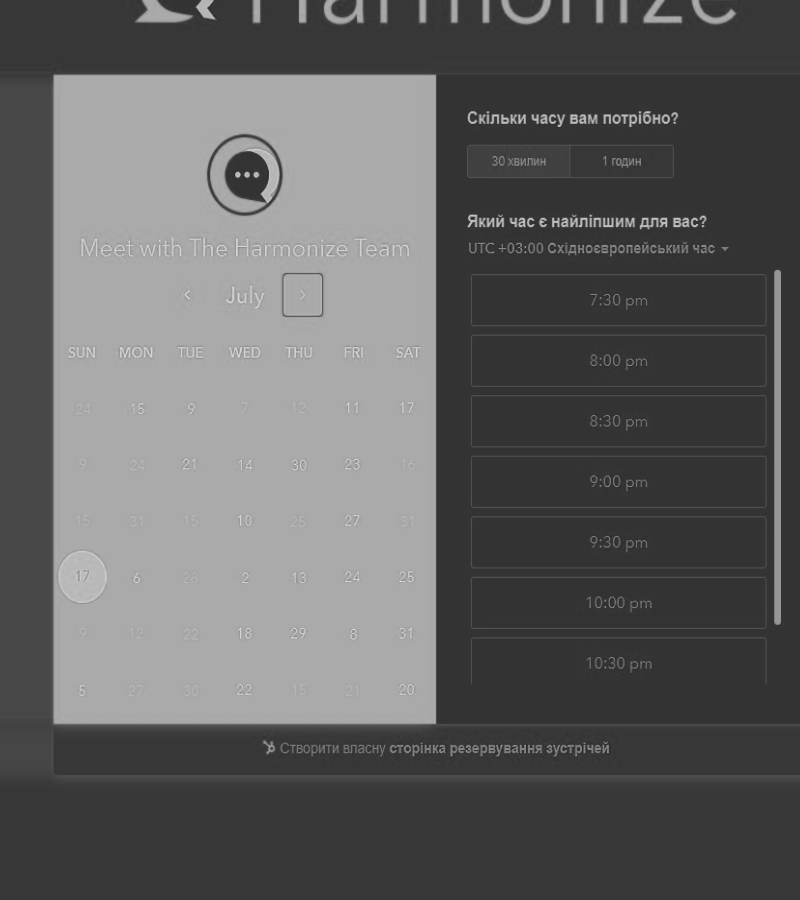 Harmonize
Meet with The Harmonize Team
July
SUN MON TUE WED THU FRI SAT
24 15 9 7 12 11 17
9 24 21 14 30 23 16
15 31 15 10 25 27 31
17 6 28 2 13 24 25
9 12 22 18 29 8 31
5 27 30 22 15 21 20
Скільки часу вам потрібно?
30 хвилин 1 годин
Який час є найліпшим для вас?
UTC +03:00 Східноєвропейський час
7:30 pm
8:00 pm
8:30 pm
9:00 pm
9:30 pm
10:00 pm
10:30 pm
Створити власну сторінка резервування зустрічей